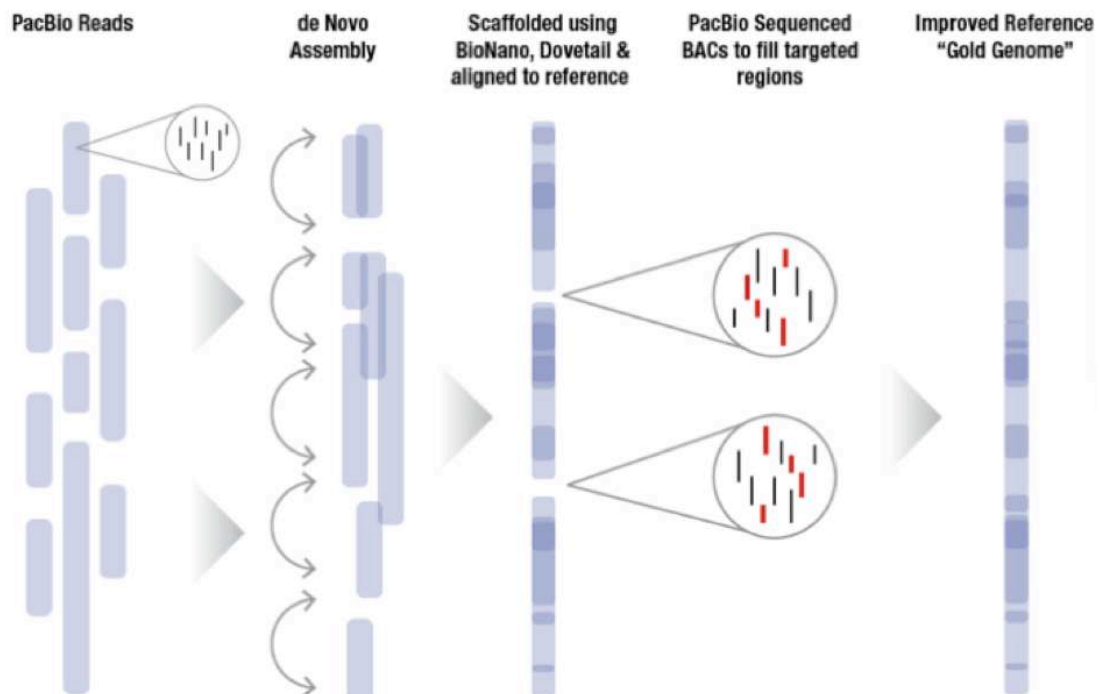 PacBio Reads
de Novo
Assembly
Scaffolded using
BioNano, Dovetail &
aligned to reference
PacBio Sequenced
BACs to fill targeted
regions
Improved Reference
“Gold Genome”